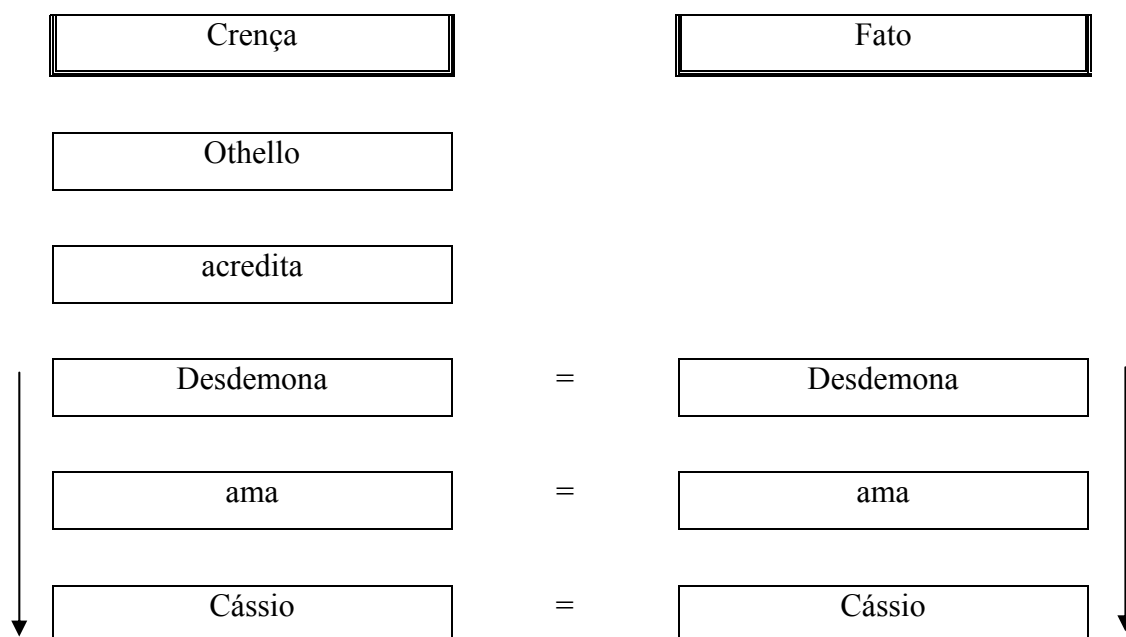 Crença Fato
Othello
acredita
Desdemona = Desdemona
ama = ama
Cássio = Cássio